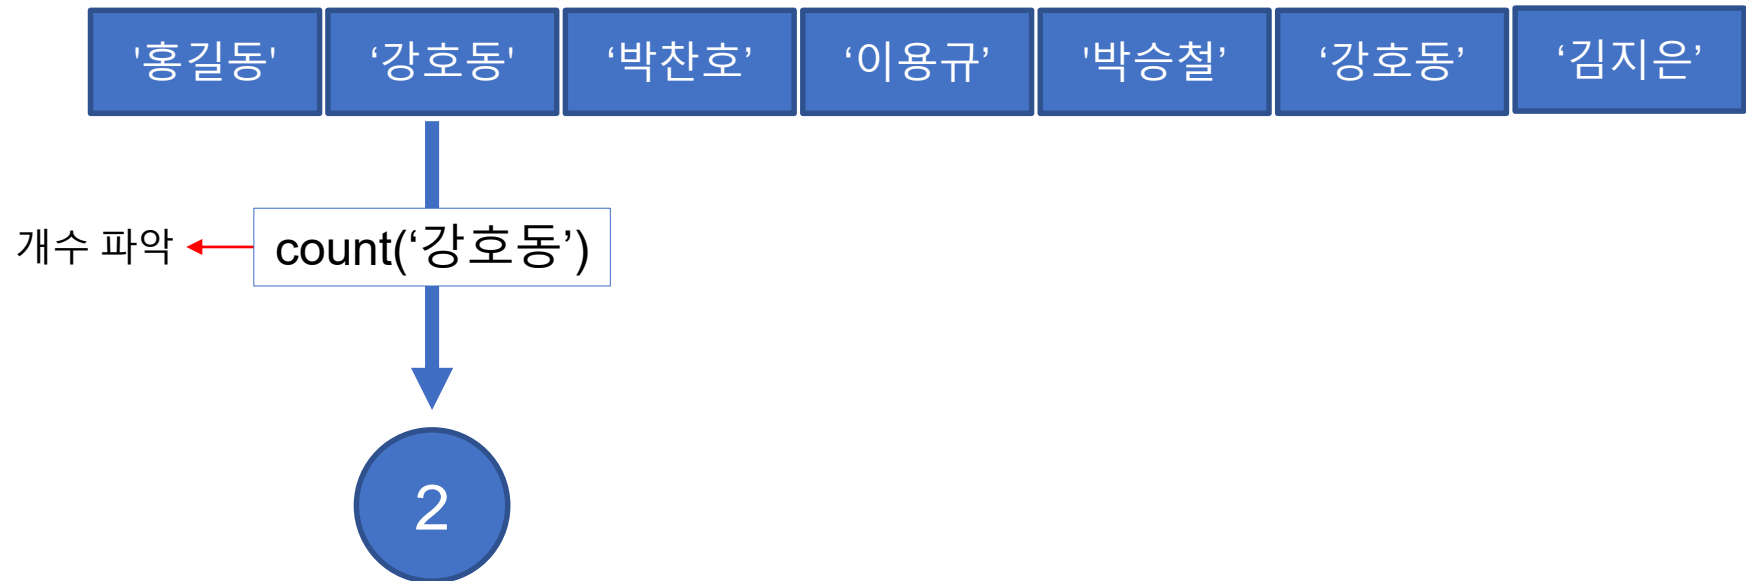 '홍길동'
‘강호동'
‘박찬호’
‘이용규’
'박승철’
‘강호동’
‘김지은’
개수 파악
count(‘강호동’)
2